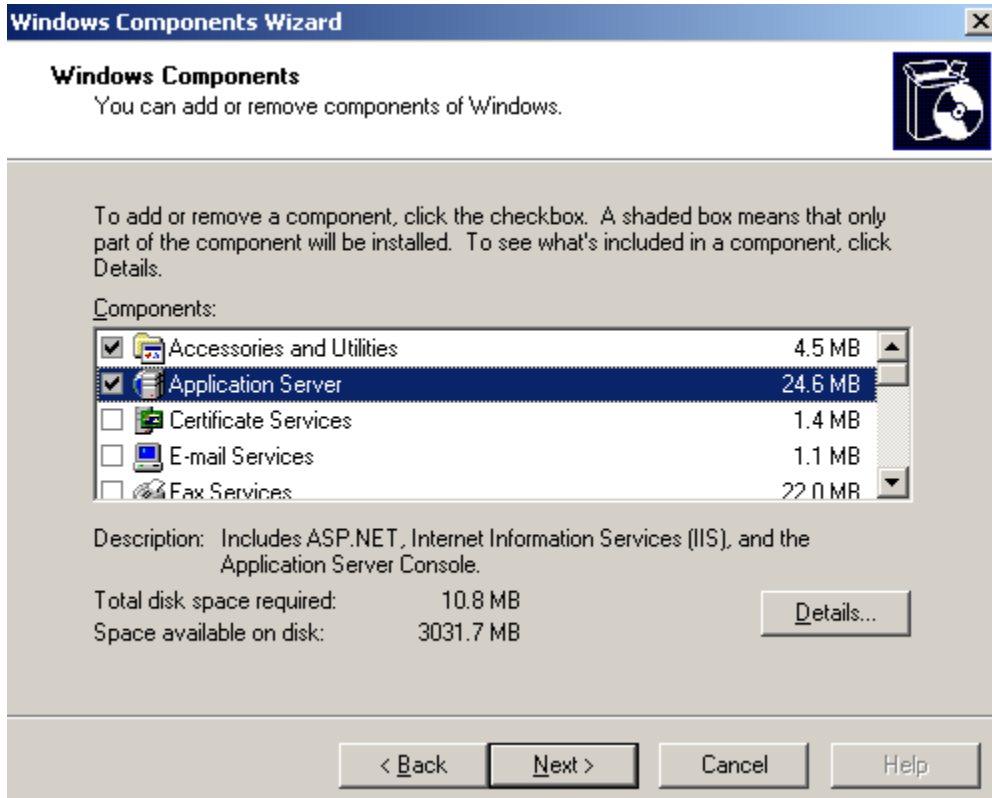 Windows Components Wizard
Windows Components
You can add or remove components of Windows.
To add or remove a component, click the checkbox. A shaded box means that only
part of the component will be installed. To see what's included in a component, click
Details.
Components:
Accessories and Utilities 4.5 MB
Application Server 24.6 MB
Certificate Services 1.4 MB
E-mail Services 1.1 MB
Fax Services 22.0 MB
Description: Includes ASP.NET, Internet Information Services (IIS), and the
Application Server Console.
Total disk space required: 10.8 MB
Space available on disk: 3031.7 MB
Details...
< Back Next > Cancel Help